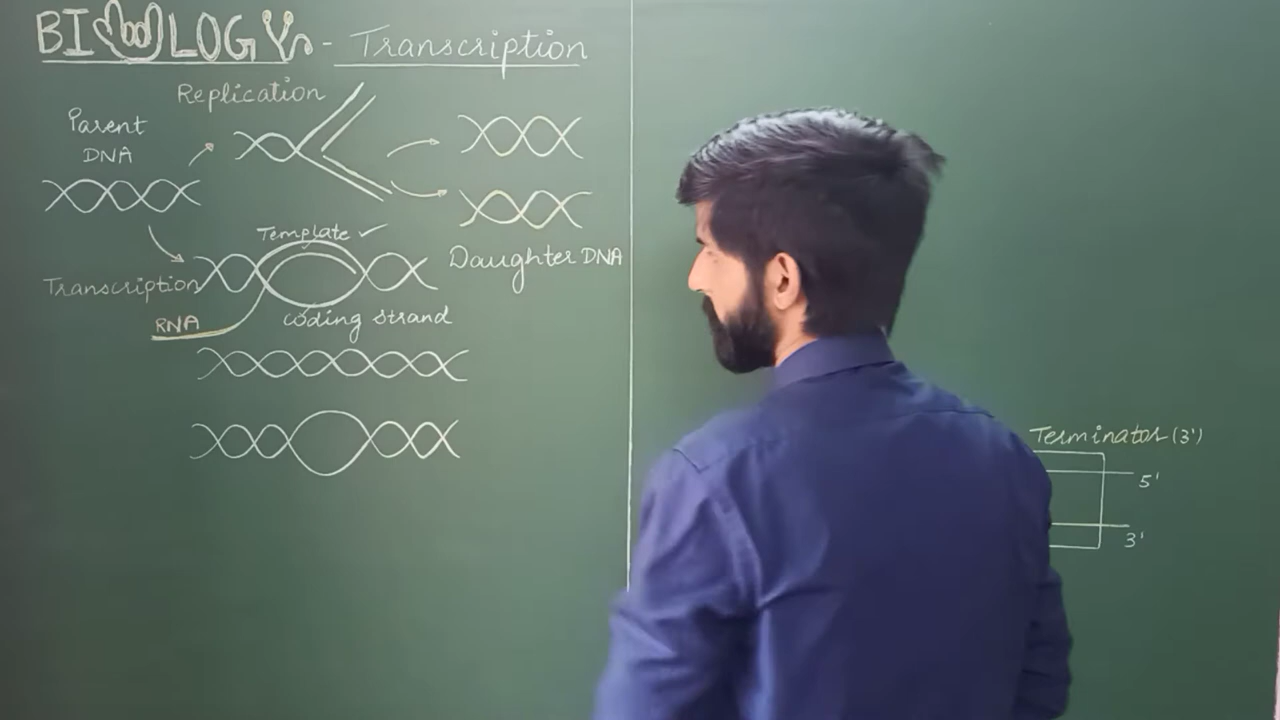 BIOLOGY - Transcription
Replication
Parent
DNA
Template ✓
Transcription
Daughter DNA
RNA
coding strand
Terminator (3')
5'
3'